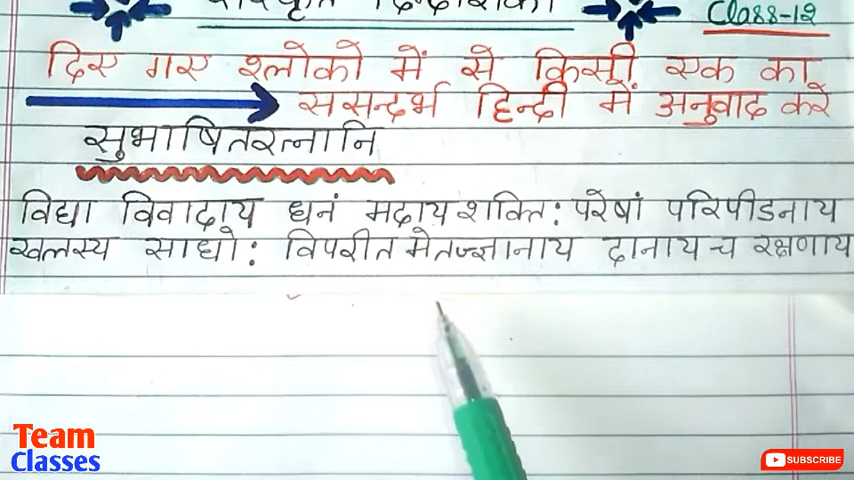 Class-12
दिए गए श्लोको में से किसी एक का
ससन्दर्भ हिन्दी में अनुवाद करे
सुभाषितरत्नानि
विद्या विवादाय धनं मदाय शक्तिः परेषां परिपीडनाय
खलस्य साधोः विपरीत मेतज्ज्ञानाय दानाय च रक्षणाय
Team
Classes
SUBSCRIBE